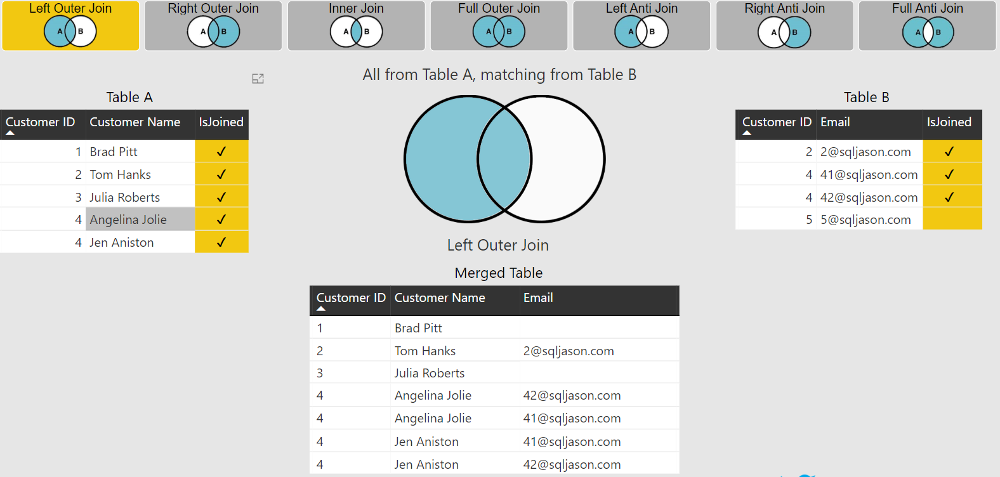 Left Outer Join Right Outer Join Inner Join Full Outer Join Left Anti Join Right Anti Join Full Anti Join
A B A B A B A B A B A B A B
All from Table A, matching from Table B
Table A
Customer ID Customer Name IsJoined
1 Brad Pitt ✓
2 Tom Hanks ✓
3 Julia Roberts ✓
4 Angelina Jolie ✓
4 Jen Aniston ✓
Table B
Customer ID Email IsJoined
2 2@sqljason.com ✓
4 41@sqljason.com ✓
4 42@sqljason.com ✓
5 5@sqljason.com
Left Outer Join
Merged Table
Customer ID Customer Name Email
1 Brad Pitt
2 Tom Hanks 2@sqljason.com
3 Julia Roberts
4 Angelina Jolie 42@sqljason.com
4 Angelina Jolie 41@sqljason.com
4 Jen Aniston 41@sqljason.com
4 Jen Aniston 42@sqljason.com